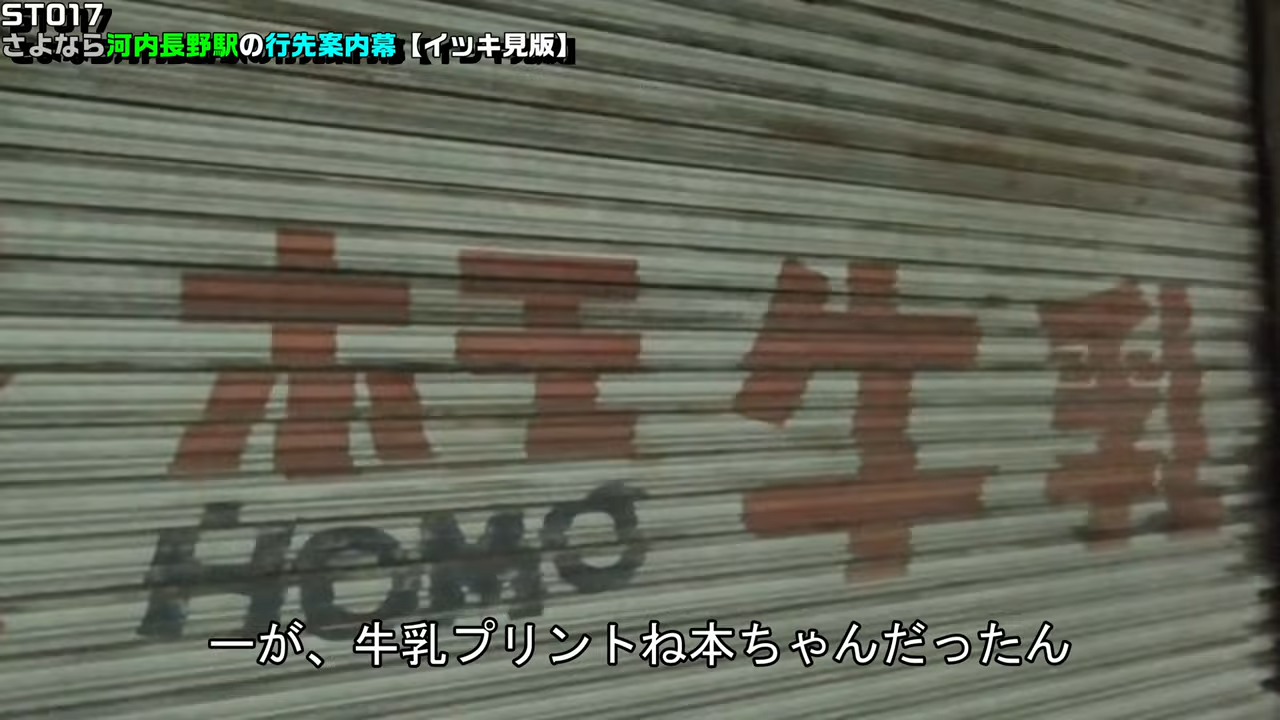 ST017
さよなら河内長野駅の行先案内幕【イッキ見版】
ホモ牛乳
HOMO
一が、牛乳プリントね本ちゃんだったん